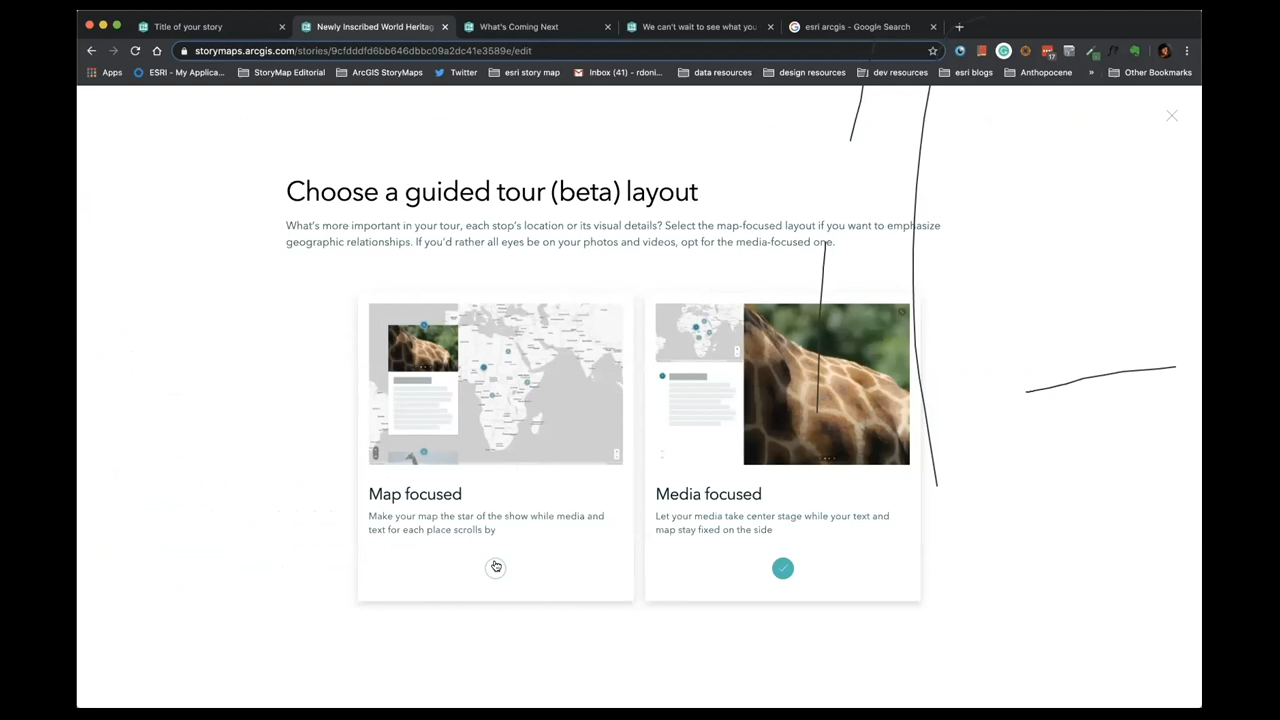 Title of your story
Newly Inscribed World Heritag
What's Coming Next
We can't wait to see what you
esri arcgis - Google Search
storymaps.arcgis.com/stories/9cfdddfd6bb646dbbc09a2dc41e3589e/edit
Apps
ESRI - My Applica...
StoryMap Editorial
ArcGIS StoryMaps
Twitter
esri story map
Inbox (41) - rdoni...
data resources
design resources
dev resources
esri blogs
Anthopocene
»
Other Bookmarks
17
Choose a guided tour (beta) layout
What's more important in your tour, each stop's location or its visual details? Select the map-focused layout if you want to emphasize
geographic relationships. If you'd rather all eyes be on your photos and videos, opt for the media-focused one.
Map focused
Make your map the star of the show while media and
text for each place scrolls by
Media focused
Let your media take center stage while your text and
map stay fixed on the side